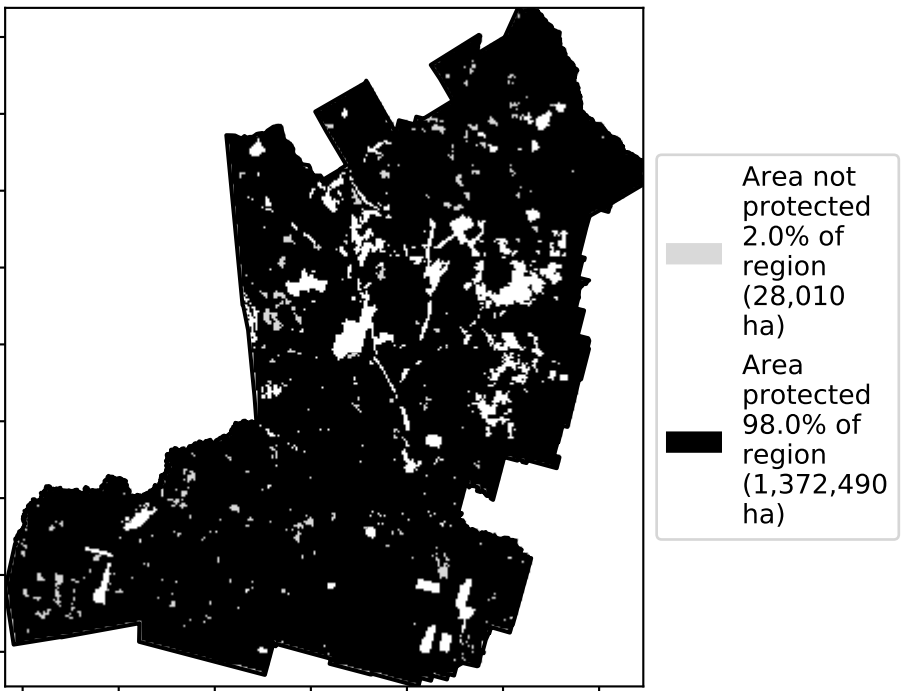 Area not
protected
2.0% of
region
(28,010
ha)
Area
protected
98.0% of
region
(1,372,490
ha)